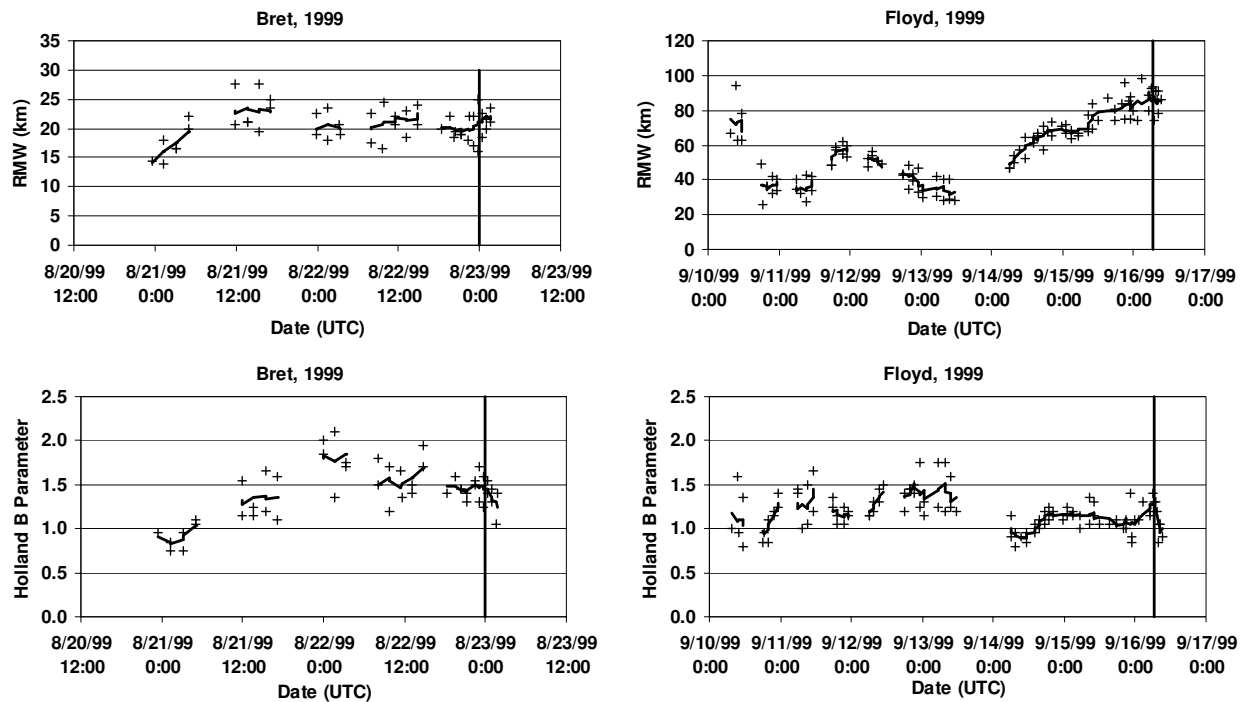 Bret, 1999
35
30
25
20
15
10
5
0
RMW (km)
8/20/99 8/21/99 8/21/99 8/22/99 8/22/99 8/23/99 8/23/99
12:00 0:00 12:00 0:00 12:00 0:00 12:00
Date (UTC)
Floyd, 1999
120
100
80
60
40
20
0
RMW (km)
9/10/99 9/11/99 9/12/99 9/13/99 9/14/99 9/15/99 9/16/99 9/17/99
0:00 0:00 0:00 0:00 0:00 0:00 0:00 0:00
Date (UTC)
Bret, 1999
2.5
2.0
1.5
1.0
0.5
0.0
Holland B Parameter
8/20/99 8/21/99 8/21/99 8/22/99 8/22/99 8/23/99 8/23/99
12:00 0:00 12:00 0:00 12:00 0:00 12:00
Date (UTC)
Floyd, 1999
2.5
2.0
1.5
1.0
0.5
0.0
Holland B Parameter
9/10/99 9/11/99 9/12/99 9/13/99 9/14/99 9/15/99 9/16/99 9/17/99
0:00 0:00 0:00 0:00 0:00 0:00 0:00 0:00
Date (UTC)